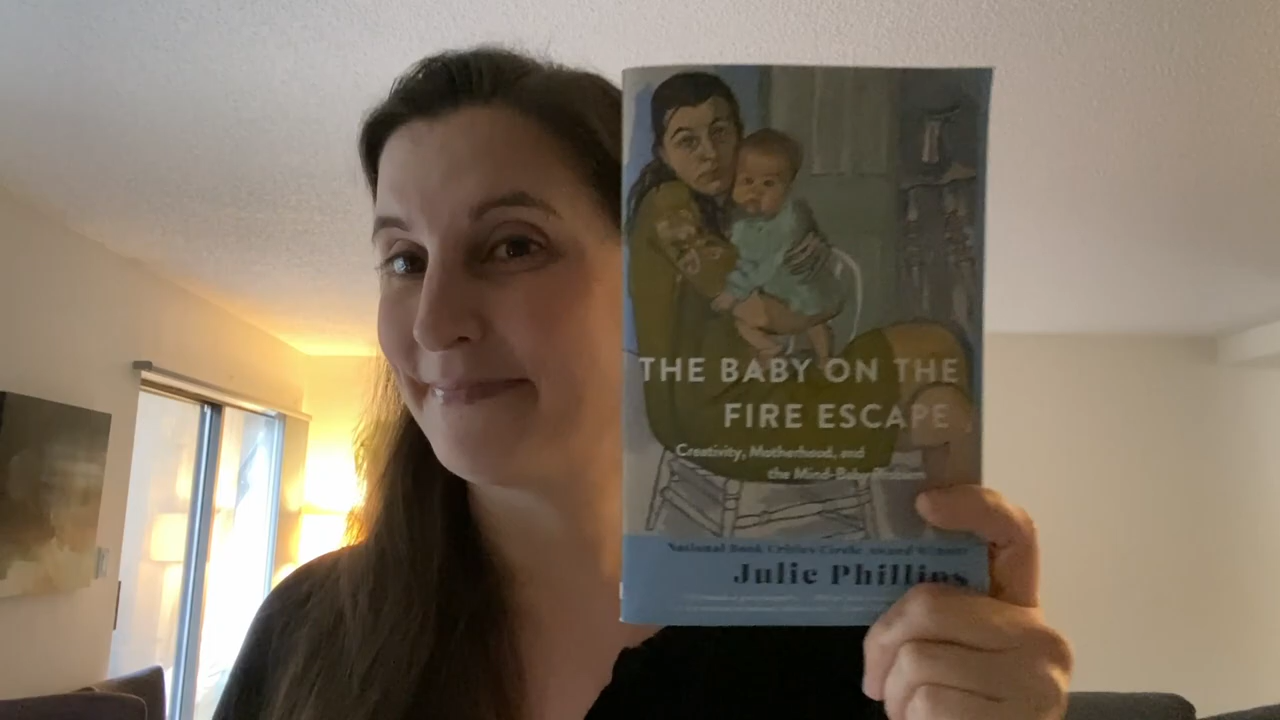 THE BABY ON THE
FIRE ESCAPE
Creativity, Motherhood, and
the Mind-Baby Problem
National Book Critics Circle Award Winner
Julie Phillips